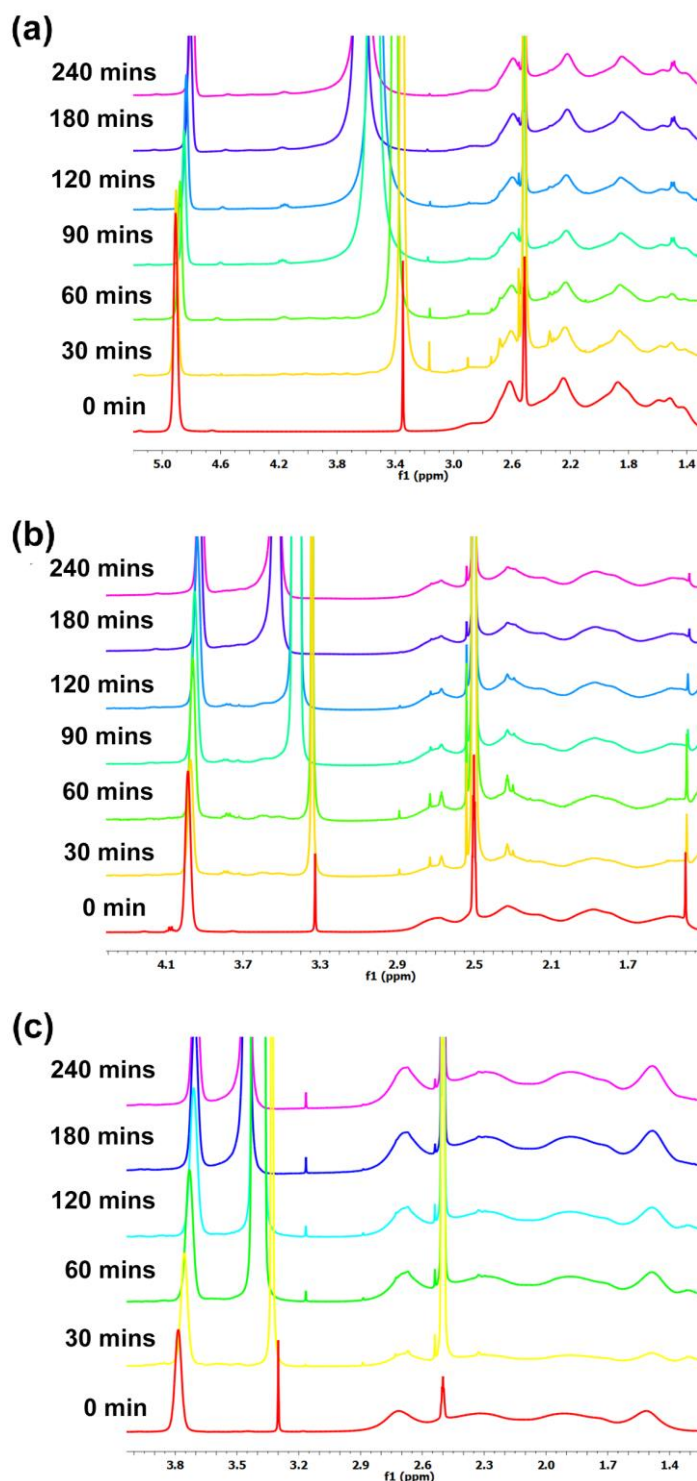 (a)
240 mins
180 mins
120 mins
90 mins
60 mins
30 mins
0 min
5.0 4.6 4.2 3.8 3.4 3.0 2.6 2.2 1.8 1.4
f1 (ppm)
(b)
240 mins
180 mins
120 mins
90 mins
60 mins
30 mins
0 min
4.1 3.7 3.3 2.9 2.5 2.1 1.7
f1 (ppm)
(c)
240 mins
180 mins
120 mins
60 mins
30 mins
0 min
3.8 3.5 3.2 2.9 2.6 2.3 2.0 1.7 1.4
f1 (ppm)